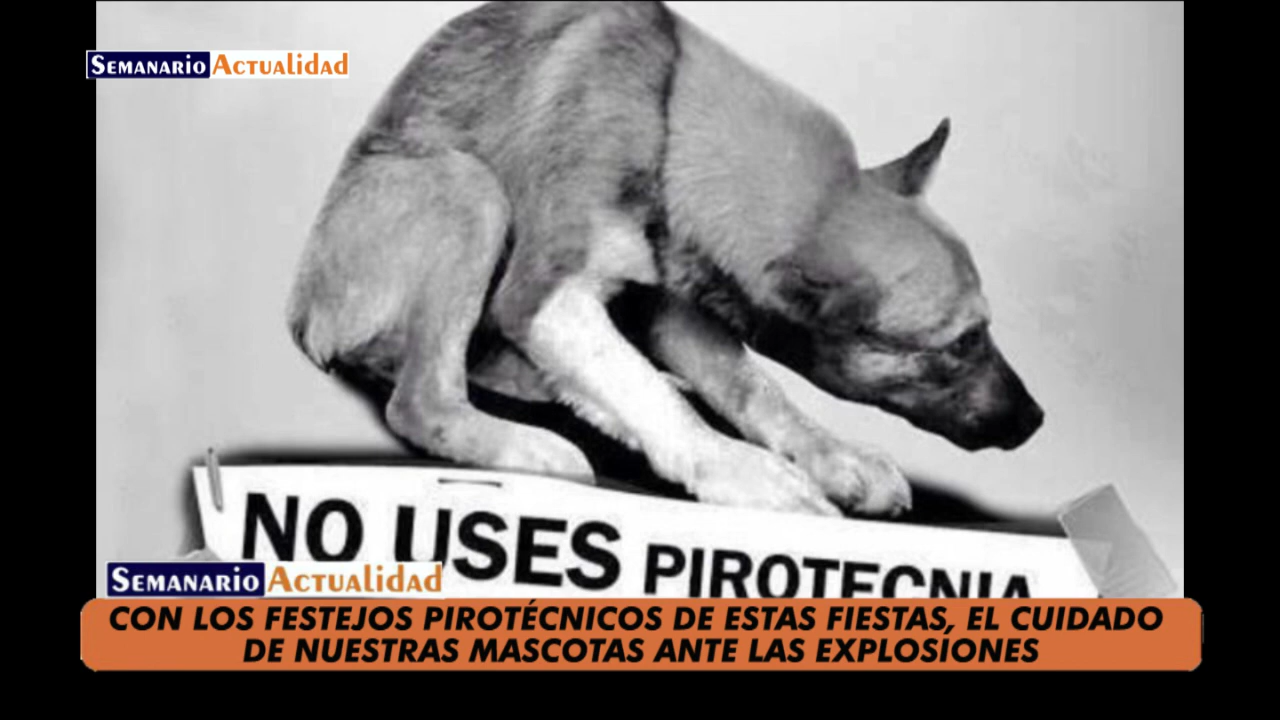 SEMANARIO ACTUALIDAD
NO USES PIROTECNIA
SEMANARIO ACTUALIDAD
CON LOS FESTEJOS PIROTÉCNICOS DE ESTAS FIESTAS, EL CUIDADO
DE NUESTRAS MASCOTAS ANTE LAS EXPLOSIONES